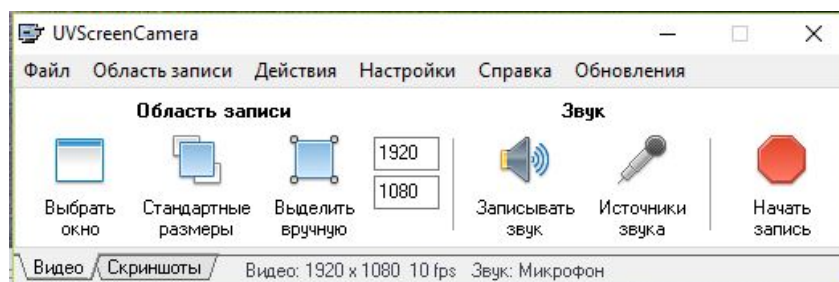 UVScreenCamera
Файл Область записи Действия Настройки Справка Обновления
Область записи Звук
1920
1080
Выбрать окно
Стандартные размеры
Выделить вручную
Записывать звук
Источники звука
Начать запись
Видео Скриншоты Видео: 1920 x 1080 10 fps Звук: Микрофон